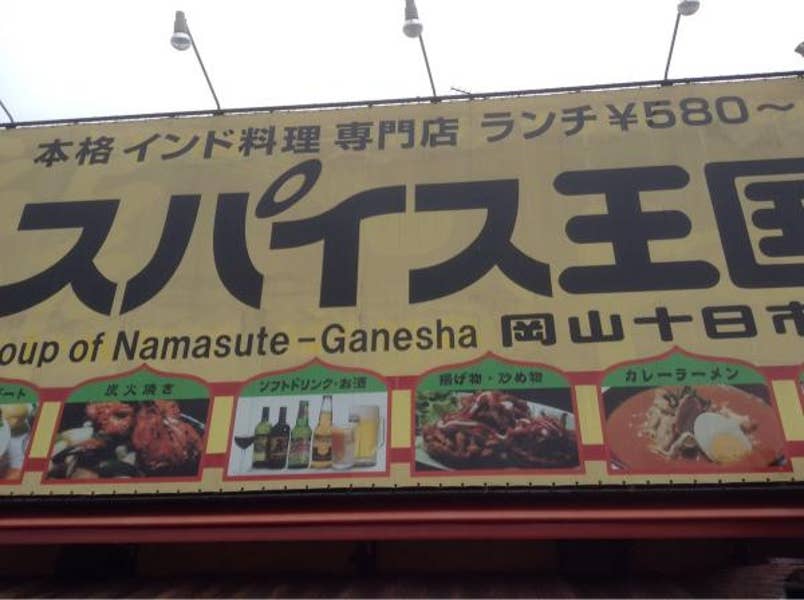 本格インド料理 専門店 ランチ¥580～
スパイス王国
oup of Namasute-Ganesha 岡山十日市
ート
炭火焼き
ソフトドリンク・お酒
揚げ物・炒め物
カレーラーメン